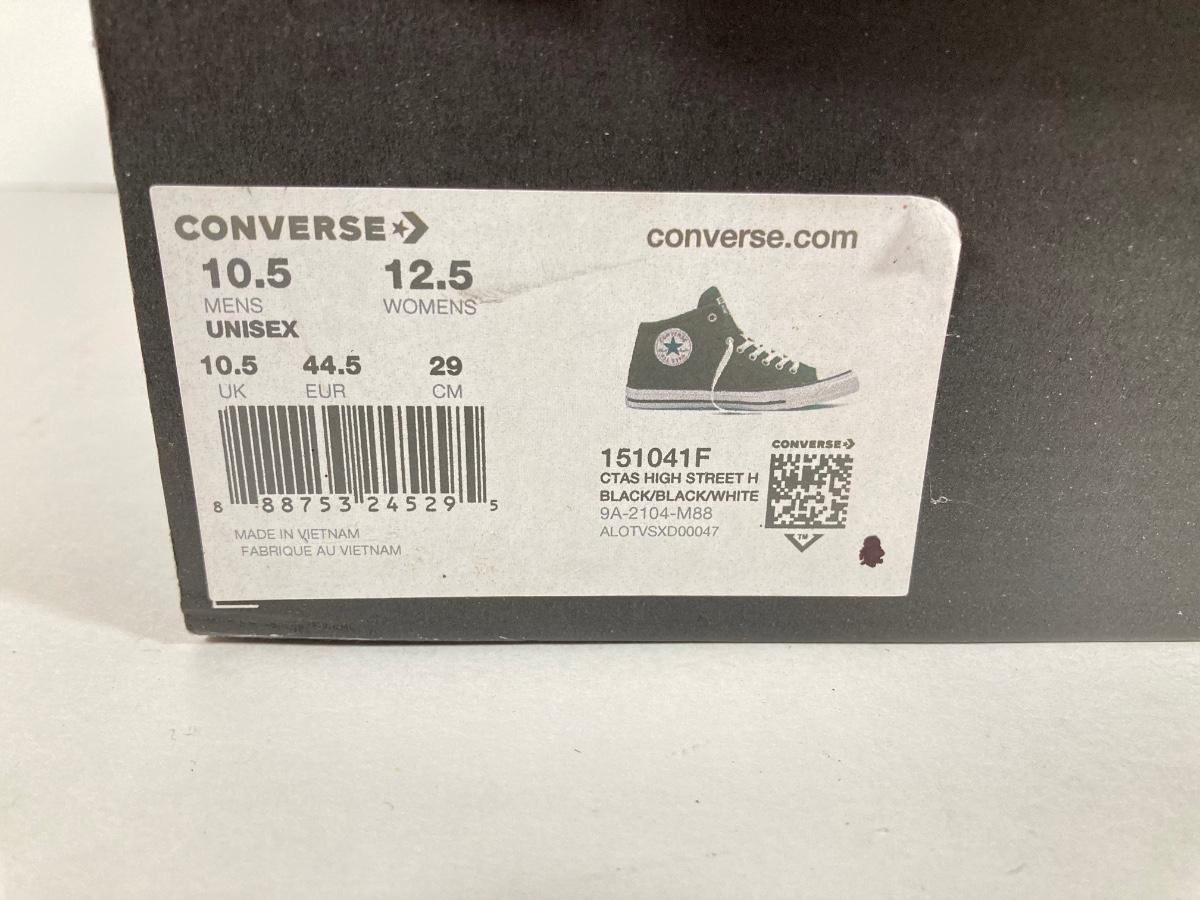 CONVERSE
converse.com
10.5 12.5
MENS WOMENS
UNISEX
10.5 44.5 29
UK EUR CM
8 88753 24529 5
MADE IN VIETNAM
FABRIQUE AU VIETNAM
151041F
CTAS HIGH STREET H
BLACK/BLACK/WHITE
9A-2104-M88
ALOTVSXD00047
CONVERSE
TM